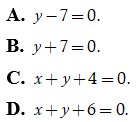 A. y−7=0.
B. y+7=0.
C. x+y+4=0.
D. x+y+6=0.